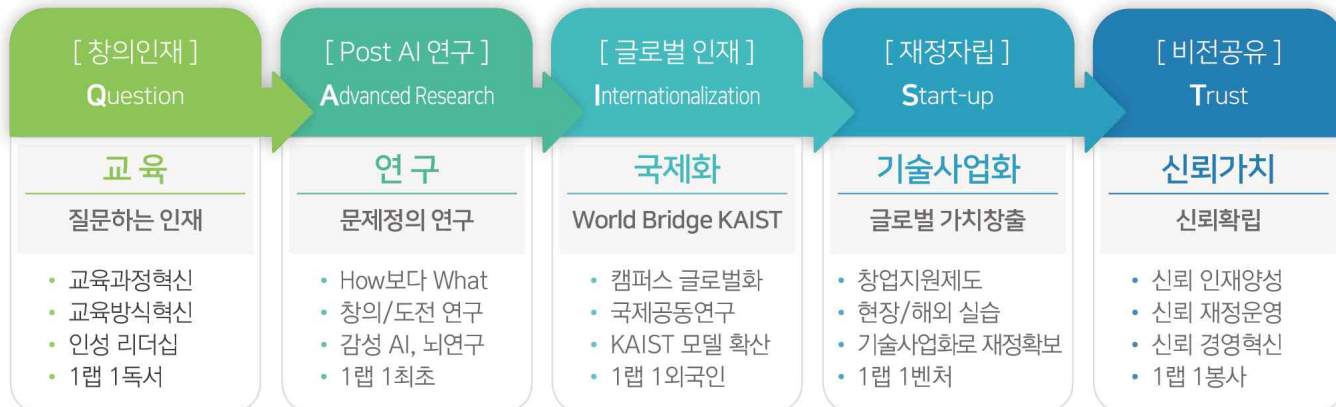 [ 창의인재 ]
Question
교 육
질문하는 인재
• 교육과정혁신
• 교육방식혁신
• 인성 리더십
• 1랩 1독서
[ Post AI 연구 ]
Advanced Research
연 구
문제정의 연구
• How보다 What
• 창의/도전 연구
• 감성 AI, 뇌연구
• 1랩 1최초
[ 글로벌 인재 ]
Internationalization
국제화
World Bridge KAIST
• 캠퍼스 글로벌화
• 국제공동연구
• KAIST 모델 확산
• 1랩 1외국인
[ 재정자립 ]
Start-up
기술사업화
글로벌 가치창출
• 창업지원제도
• 현장/해외 실습
• 기술사업화로 재정확보
• 1랩 1벤처
[ 비전공유 ]
Trust
신뢰가치
신뢰확립
• 신뢰 인재양성
• 신뢰 재정운영
• 신뢰 경영혁신
• 1랩 1봉사